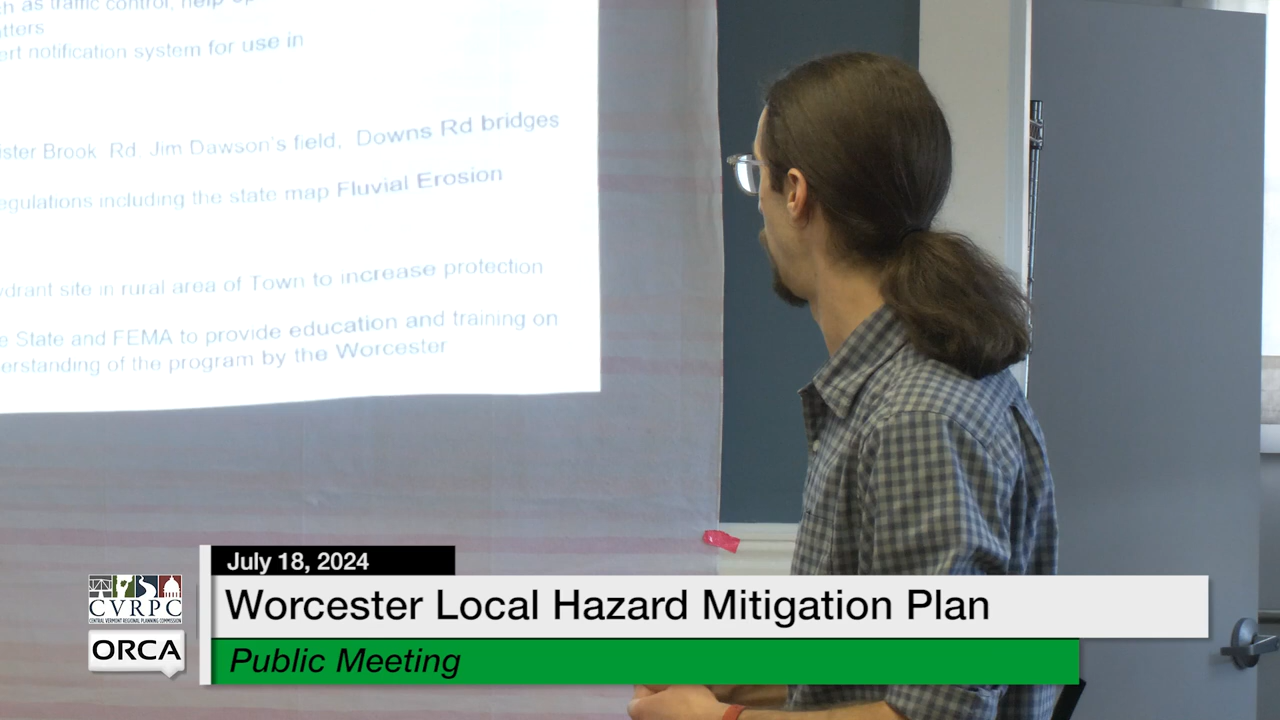 as traffic control, help
ert notification system for use in
Brook Rd. Jim Dawson's field, Downs Rd bridges
egulations including the state map Fluvial Erosion
ydrant site in rural area of Town to increase protection
e State and FEMA to provide education and training on
erstanding of the program by the Worcester
July 18, 2024
Worcester Local Hazard Mitigation Plan
Public Meeting
CVRPC
CENTRAL VERMONT REGIONAL PLANNING COMMISSION
ORCA